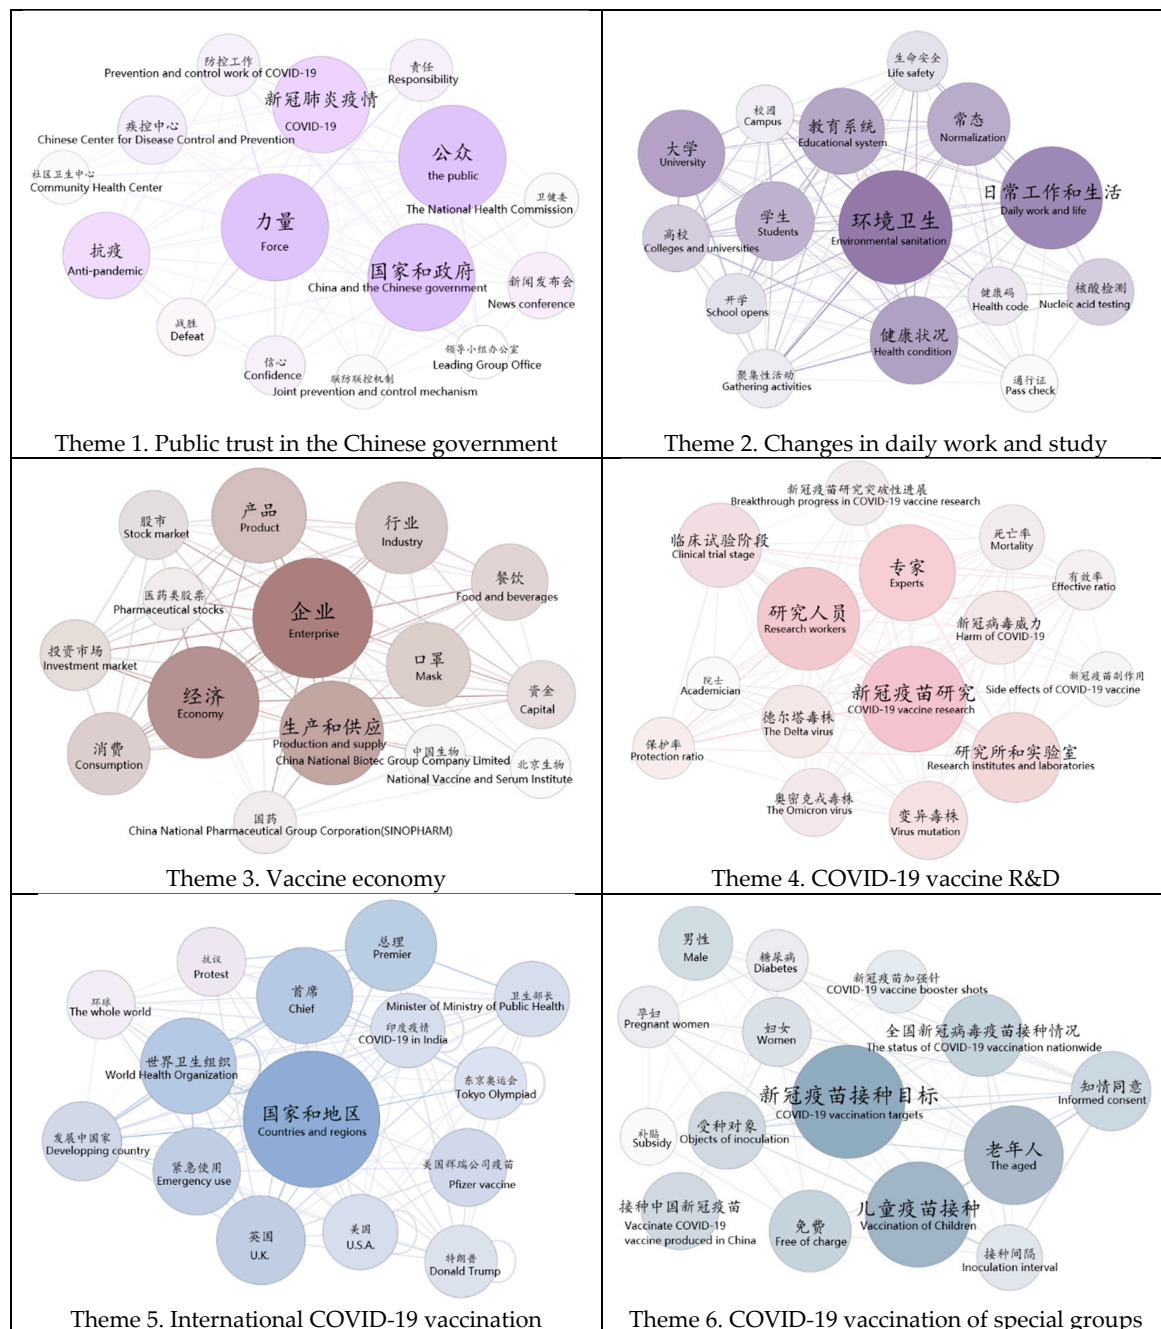 防控工作
Prevention and control work of COVID-19
责任
Responsibility
新冠肺炎疫情
COVID-19
疾控中心
Chinese Center for Disease Control and Prevention
公众
the public
社区卫生中心
Community Health Center
卫健委
The National Health Commission
力量
Force
抗疫
Anti-pandemic
国家和政府
China and the Chinese government
新闻发布会
News conference
战胜
Defeat
领导小组办公室
Leading Group Office
信心
Confidence
联防联控机制
Joint prevention and control mechanism
Theme 1. Public trust in the Chinese government
生命安全
Life safety
校园
Campus
教育系统
Educational system
常态
Normalization
大学
University
日常工作和生活
Daily work and life
学生
Students
环境卫生
Environmental sanitation
高校
Colleges and universities
开学
School opens
健康码
Health code
核酸检测
Nucleic acid testing
健康状况
Health condition
聚集性活动
Gathering activities
通行证
Pass check
Theme 2. Changes in daily work and study
股市
Stock market
产品
Product
行业
Industry
餐饮
Food and beverages
医药类股票
Pharmaceutical stocks
企业
Enterprise
投资市场
Investment market
口罩
Mask
经济
Economy
资金
Capital
生产和供应
Production and supply
消费
Consumption
中国生物
China National Biotec Group Company Limited
北京生物
National Vaccine and Serum Institute
国药
China National Pharmaceutical Group Corporation(SINOPHARM)
Theme 3. Vaccine economy
新冠疫苗研究突破性进展
Breakthrough progress in COVID-19 vaccine research
临床试验阶段
Clinical trial stage
死亡率
Mortality
专家
Experts
有效率
Effective ratio
研究人员
Research workers
新冠病毒威力
Harm of COVID-19
院士
Academician
新冠疫苗研究
COVID-19 vaccine research
新冠疫苗副作用
Side effects of COVID-19 vaccine
德尔塔毒株
The Delta virus
保护率
Protection ratio
研究所和实验室
Research institutes and laboratories
奥密克戎毒株
The Omicron virus
变异毒株
Virus mutation
Theme 4. COVID-19 vaccine R&D
总理
Premier
抗议
Protest
首席
Chief
卫生部长
Minister of Ministry of Public Health
环球
The whole world
印度疫情
COVID-19 in India
世界卫生组织
World Health Organization
东京奥运会
Tokyo Olympiad
国家和地区
Countries and regions
发展中国家
Developping country
紧急使用
Emergency use
美国辉瑞公司疫苗
Pfizer vaccine
英国
U.K.
美国
U.S.A.
特朗普
Donald Trump
Theme 5. International COVID-19 vaccination
男性
Male
糖尿病
Diabetes
新冠疫苗加强针
COVID-19 vaccine booster shots
孕妇
Pregnant women
妇女
Women
全国新冠病毒疫苗接种情况
The status of COVID-19 vaccination nationwide
新冠疫苗接种目标
COVID-19 vaccination targets
知情同意
Informed consent
补贴
Subsidy
受种对象
Objects of inoculation
老年人
The aged
接种中国新冠疫苗
Vaccinate COVID-19
vaccine produced in China
免费
Free of charge
儿童疫苗接种
Vaccination of Children
接种间隔
Inoculation interval
Theme 6. COVID-19 vaccination of special groups